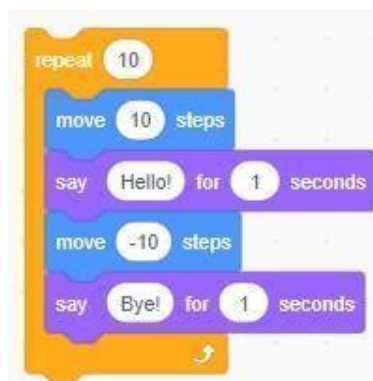 repeat 10
move 10 steps
say Hello! for 1 seconds
move -10 steps
say Bye! for 1 seconds